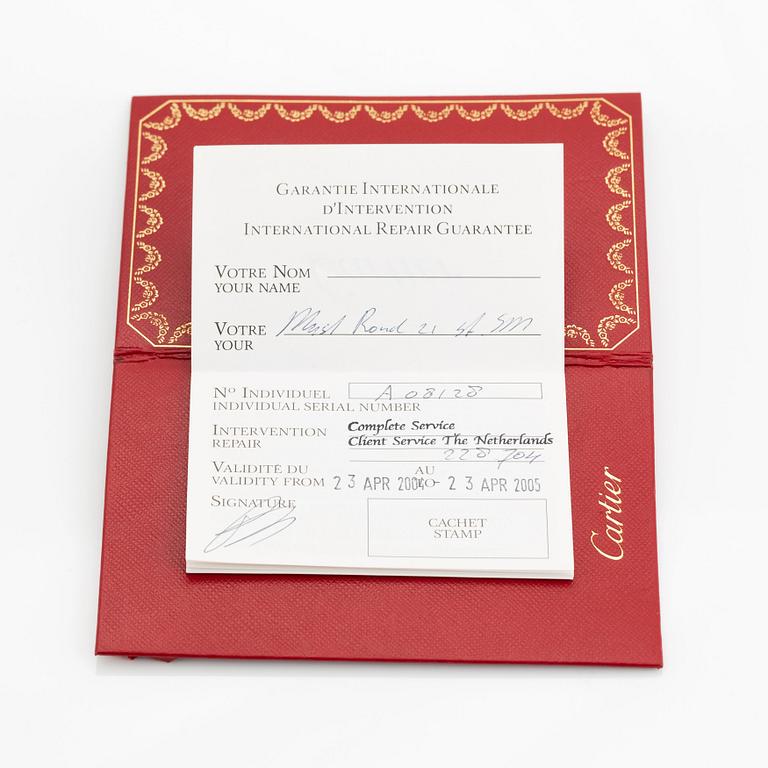 GARANTIE INTERNATIONALE
D'INTERVENTION
INTERNATIONAL REPAIR GUARANTEE
VOTRE NOM
YOUR NAME
VOTRE Must Rond 21 st SM
YOUR
Nº INDIVIDUEL A 08128
INDIVIDUAL SERIAL NUMBER
INTERVENTION Complete Service
REPAIR Client Service The Netherlands
228 704
VALIDITÉ DU AU
VALIDITY FROM 23 APR 2004 TO - 23 APR 2005
SIGNATURE
CACHET
STAMP
Cartier